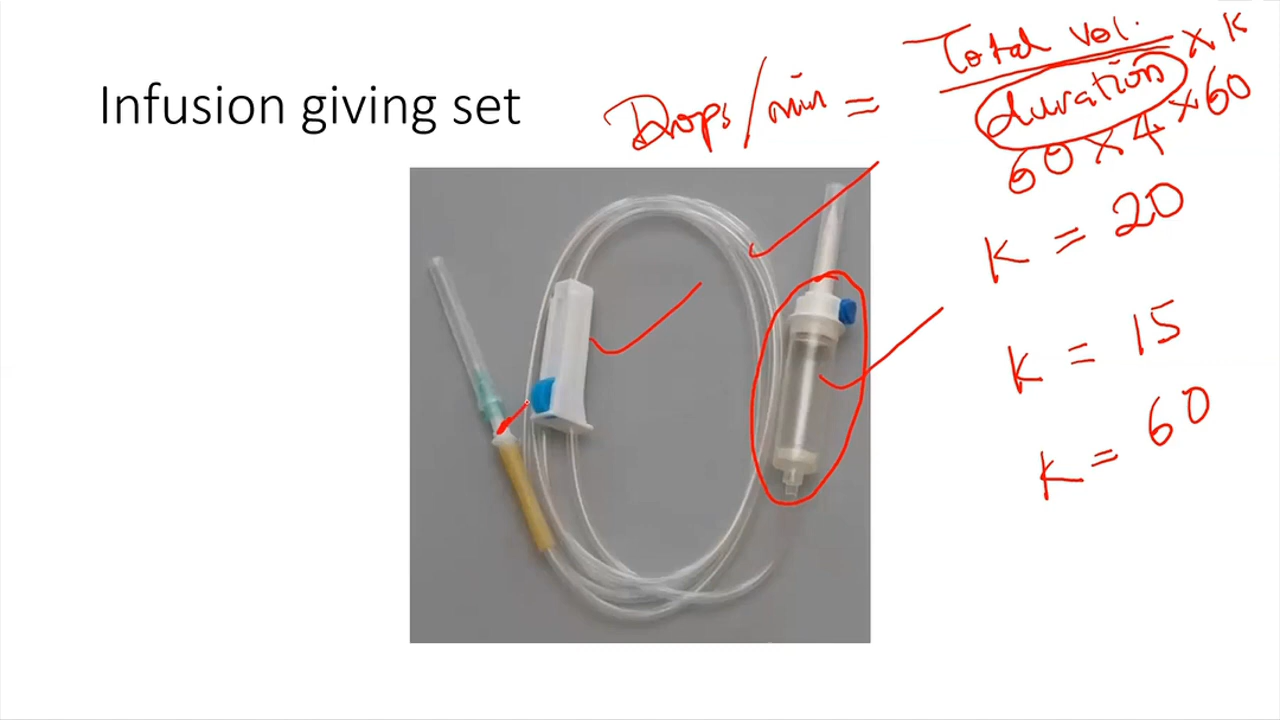 Infusion giving set
Drops/min = Total vol. × K
duration × 60
60 × 4
K = 20
K = 15
K = 60